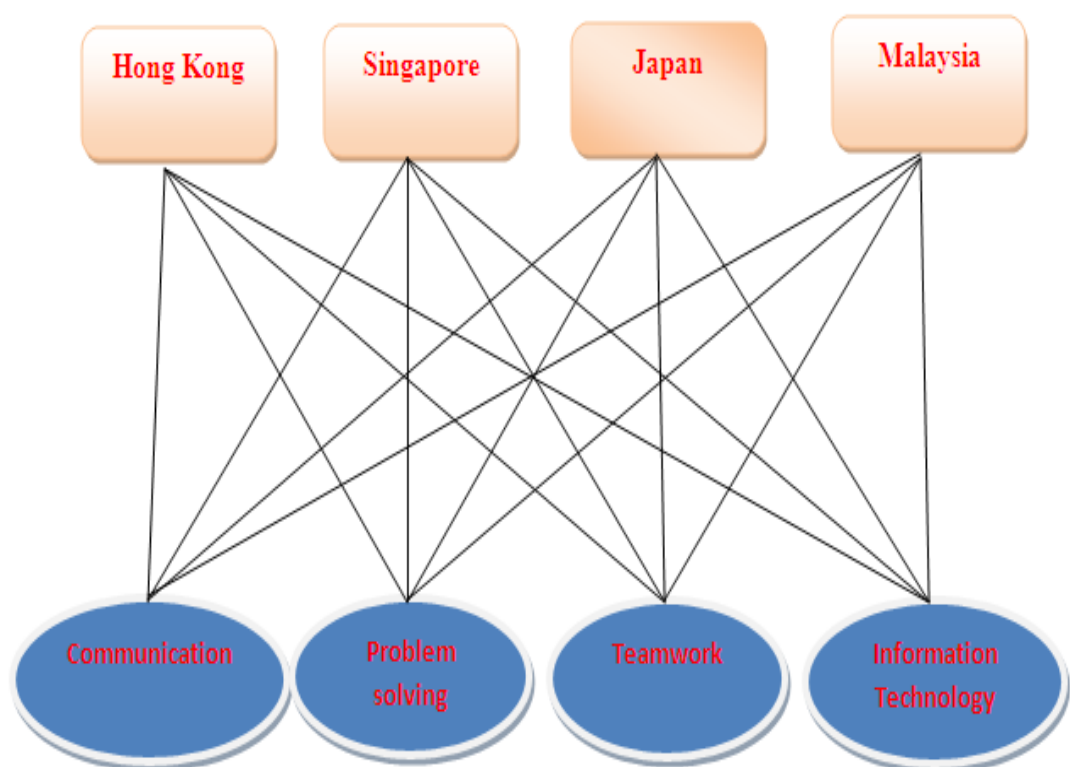 Hong Kong
Singapore
Japan
Malaysia
Communication
Problem
solving
Teamwork
Information
Technology